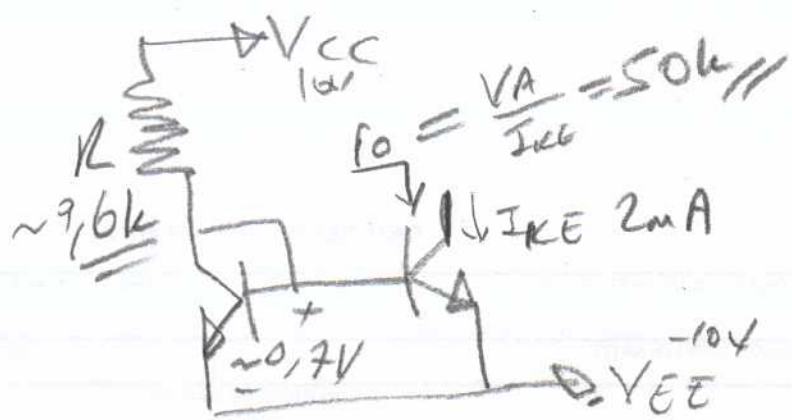 VCC
10V
ro = VA / IKE = 50k //
R
~9,6k
↓ IKE 2mA
+
~0,7V
-
-10V
VEE